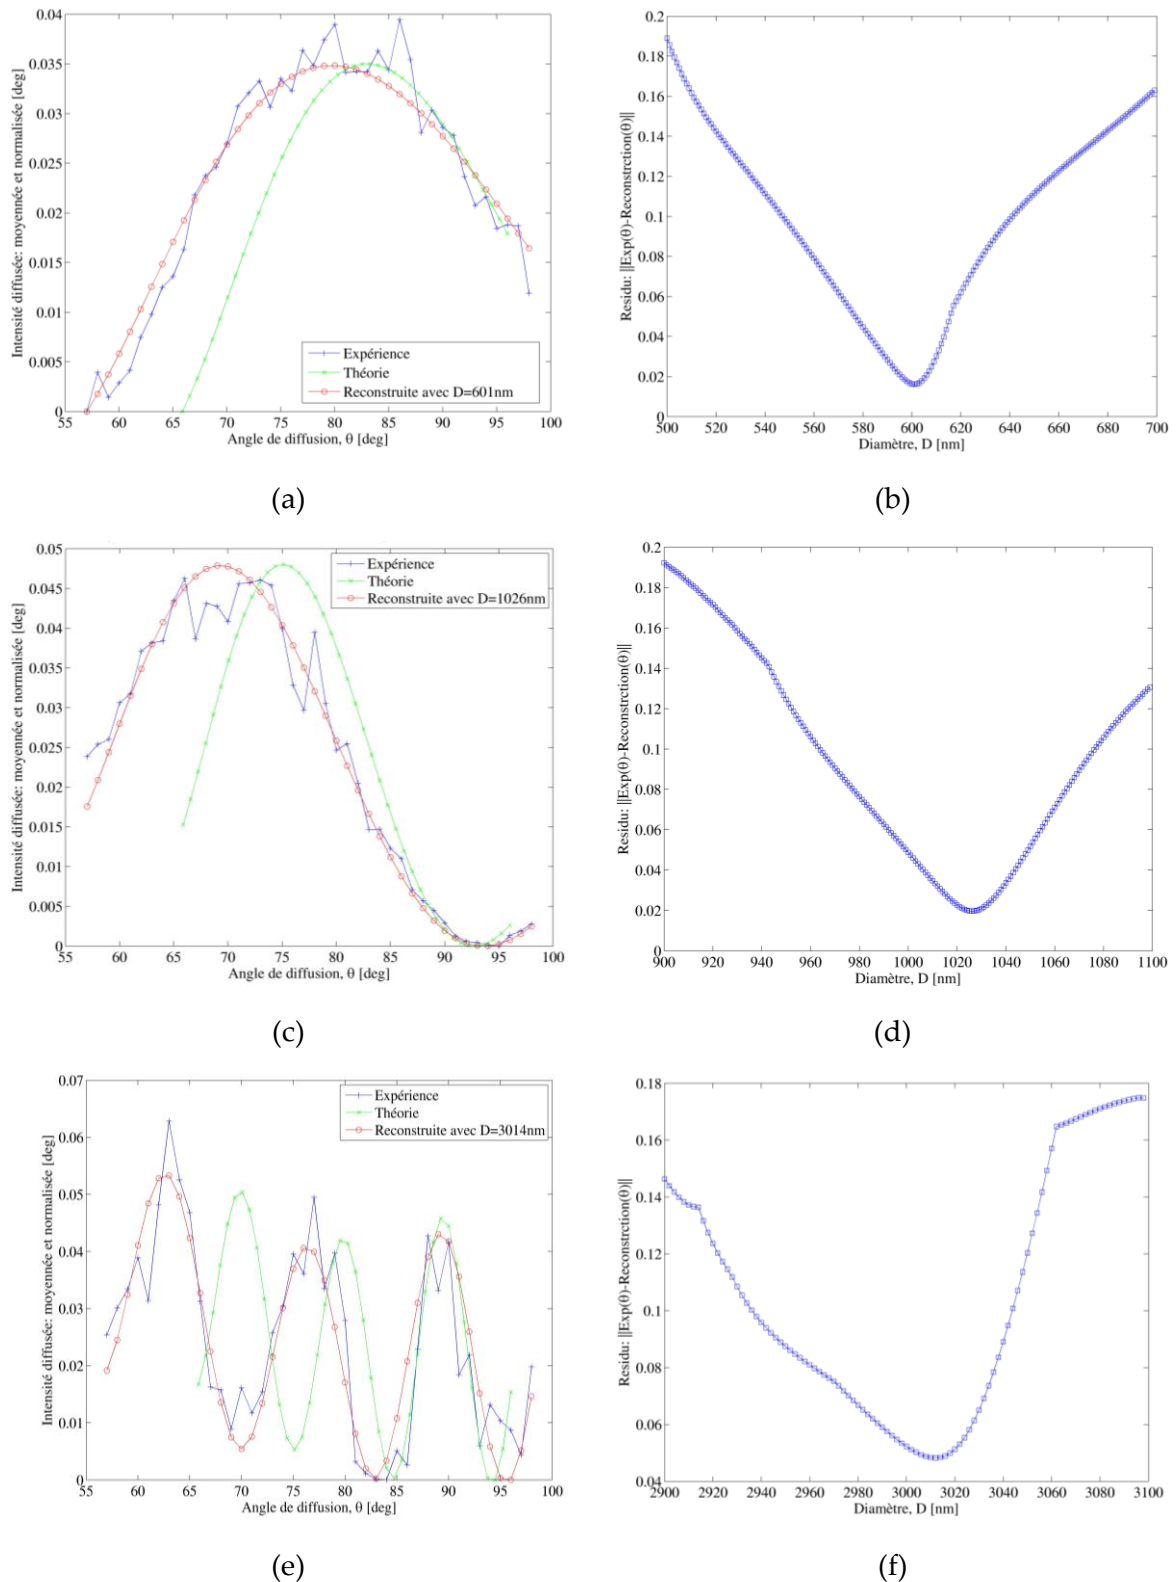 Intensité diffusée: moyennée et normalisée [deg]
0.04
0.035
0.03
0.025
0.02
0.015
0.01
0.005
0
55 60 65 70 75 80 85 90 95 100
Angle de diffusion, θ [deg]
Expérience
Théorie
Reconstruite avec D=601nm
(a)
Residu: ||Exp(θ)-Reconstrction(θ)||
0.2
0.18
0.16
0.14
0.12
0.1
0.08
0.06
0.04
0.02
0
500 520 540 560 580 600 620 640 660 680 700
Diamètre, D [nm]
(b)
Intensité diffusée: moyennée et normalisée [deg]
0.05
0.045
0.04
0.035
0.03
0.025
0.02
0.015
0.01
0.005
0
55 60 65 70 75 80 85 90 95 100
Angle de diffusion, θ [deg]
Expérience
Théorie
Reconstruite avec D=1026nm
(c)
Residu: ||Exp(θ)-Reconstrction(θ)||
0.2
0.18
0.16
0.14
0.12
0.1
0.08
0.06
0.04
0.02
0
900 920 940 960 980 1000 1020 1040 1060 1080 1100
Diamètre, D [nm]
(d)
Intensité diffusée: moyennée et normalisée [deg]
0.07
0.06
0.05
0.04
0.03
0.02
0.01
0
55 60 65 70 75 80 85 90 95 100
Angle de diffusion, θ [deg]
Expérience
Théorie
Reconstruite avec D=3014nm
(e)
Residu: ||Exp(θ)-Reconstrction(θ)||
0.18
0.16
0.14
0.12
0.1
0.08
0.06
0.04
2900 2920 2940 2960 2980 3000 3020 3040 3060 3080 3100
Diamètre, D [nm]
(f)